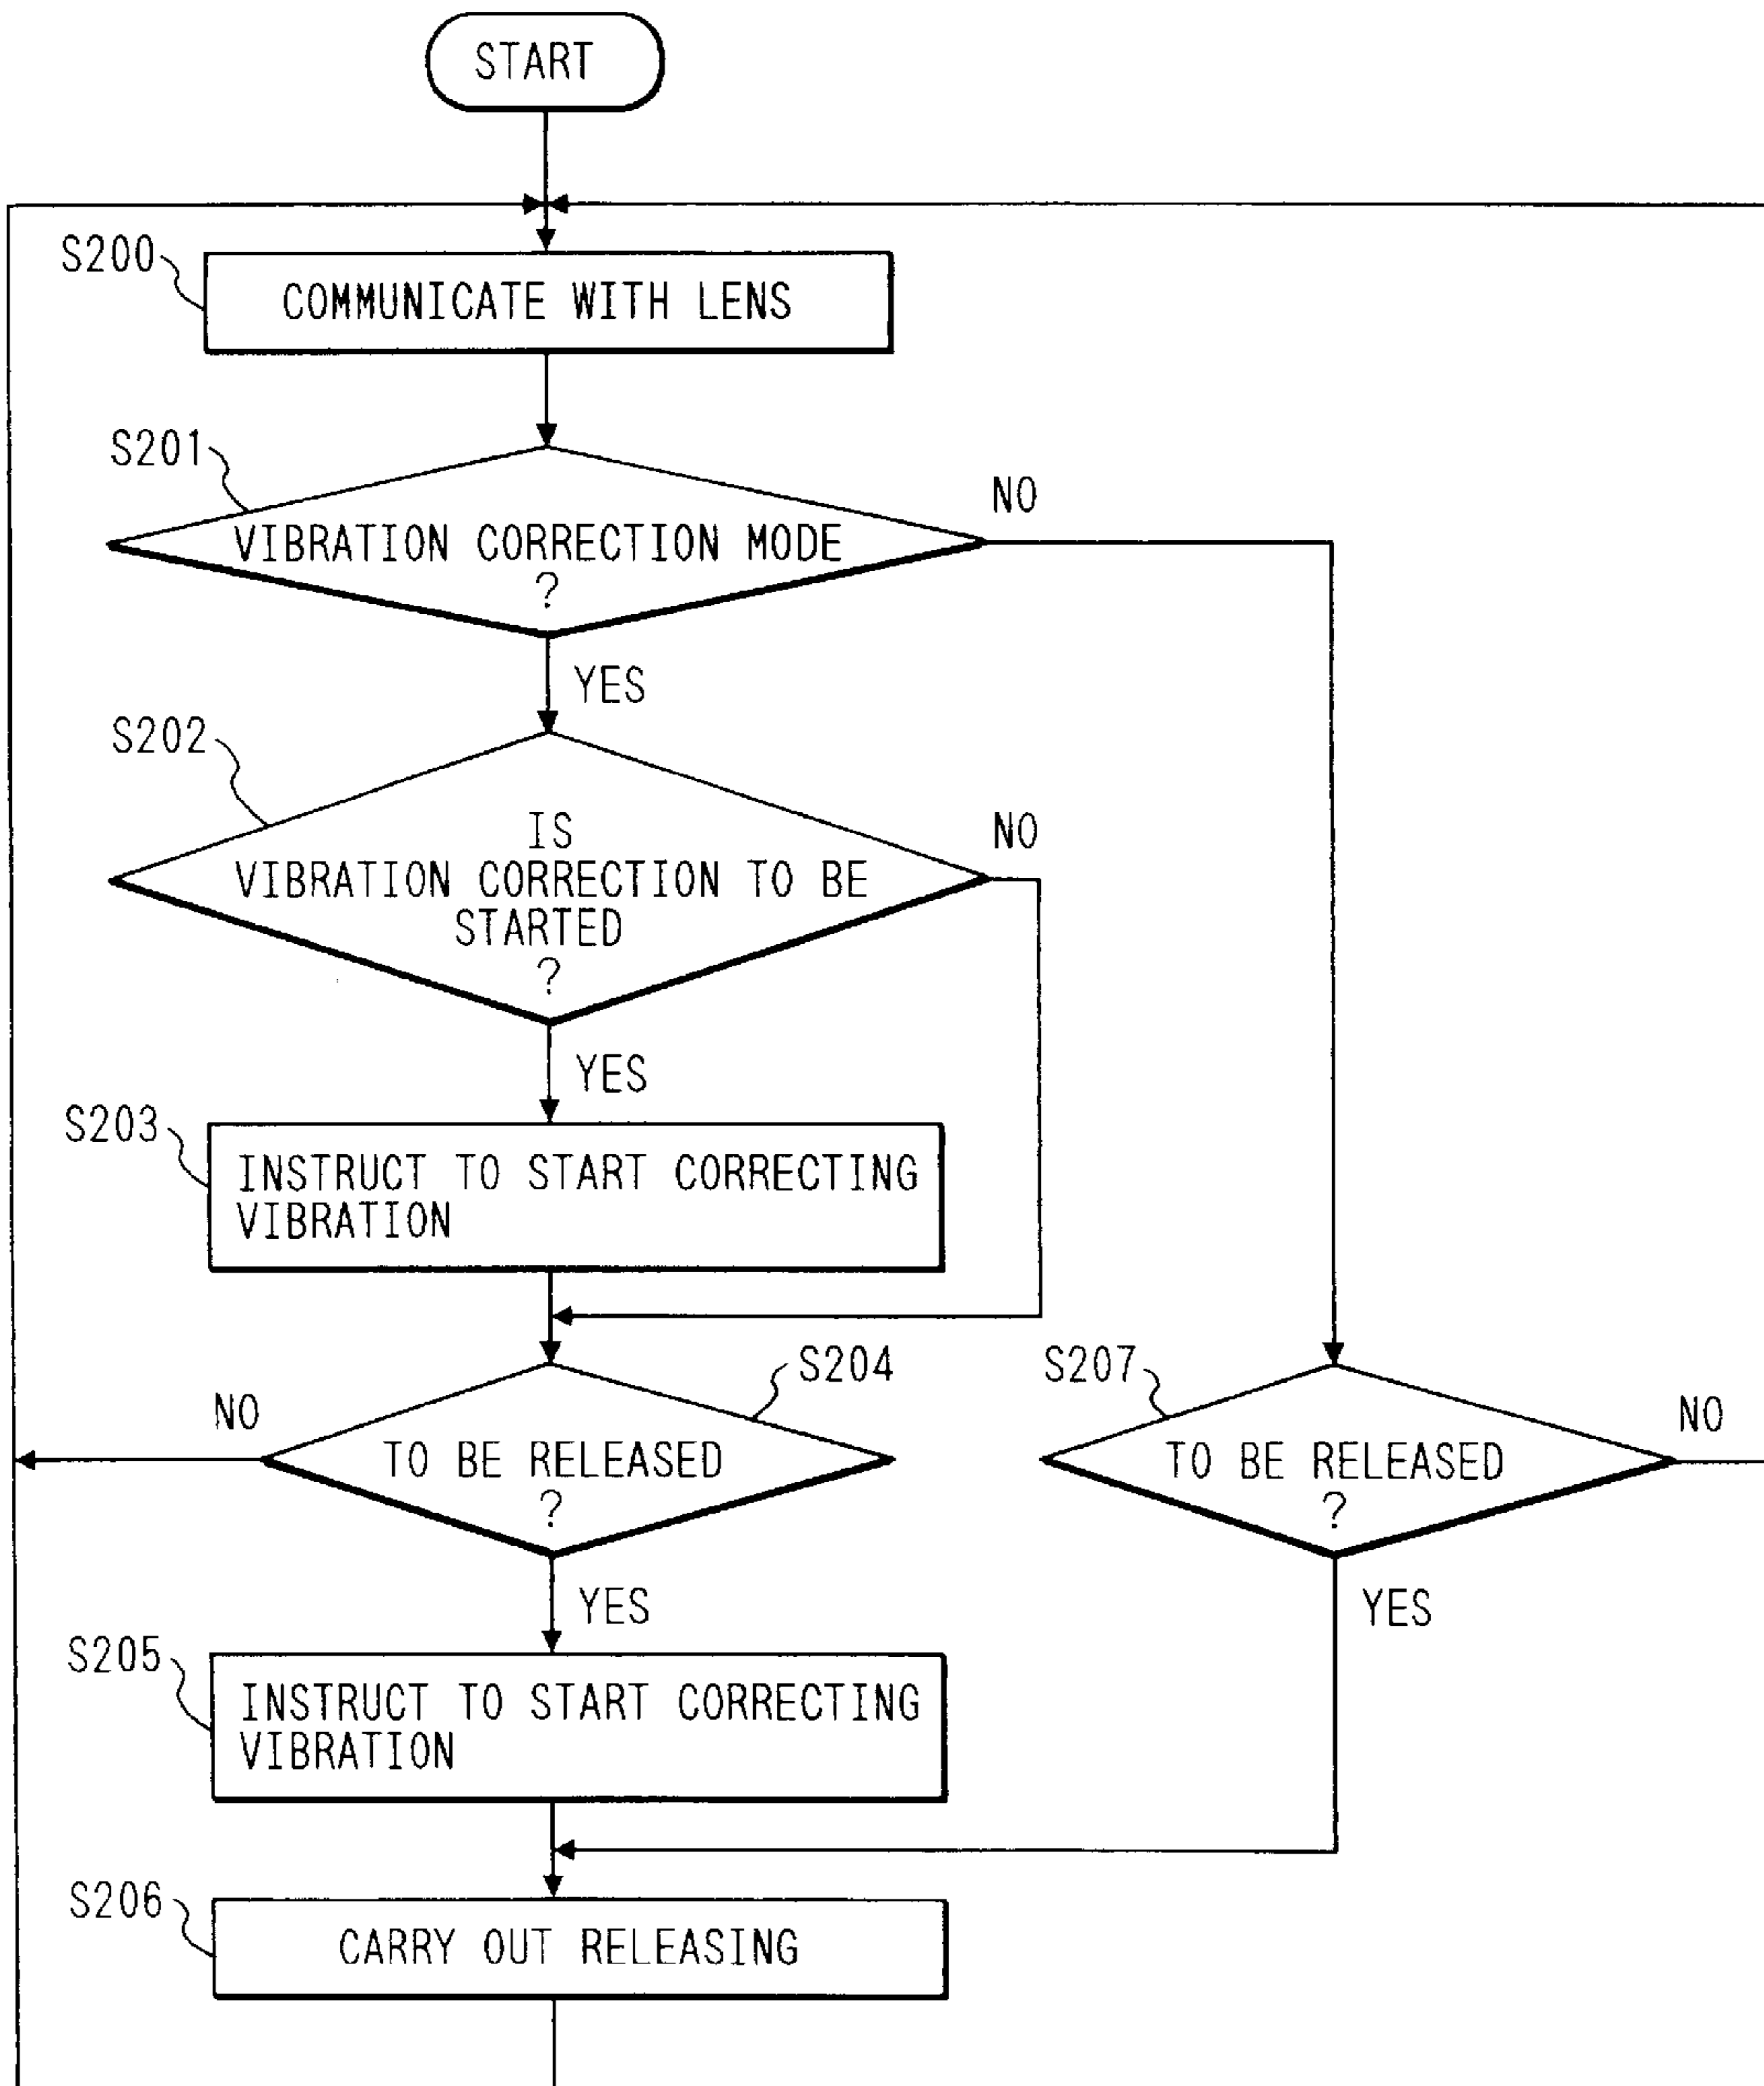 START
S200
COMMUNICATE WITH LENS
S201
VIBRATION CORRECTION MODE
?
NO
YES
S202
IS
VIBRATION CORRECTION TO BE
STARTED
?
NO
YES
S203
INSTRUCT TO START CORRECTING
VIBRATION
S204
NO
TO BE RELEASED
?
S207
TO BE RELEASED
?
NO
YES
YES
S205
INSTRUCT TO START CORRECTING
VIBRATION
S206
CARRY OUT RELEASING